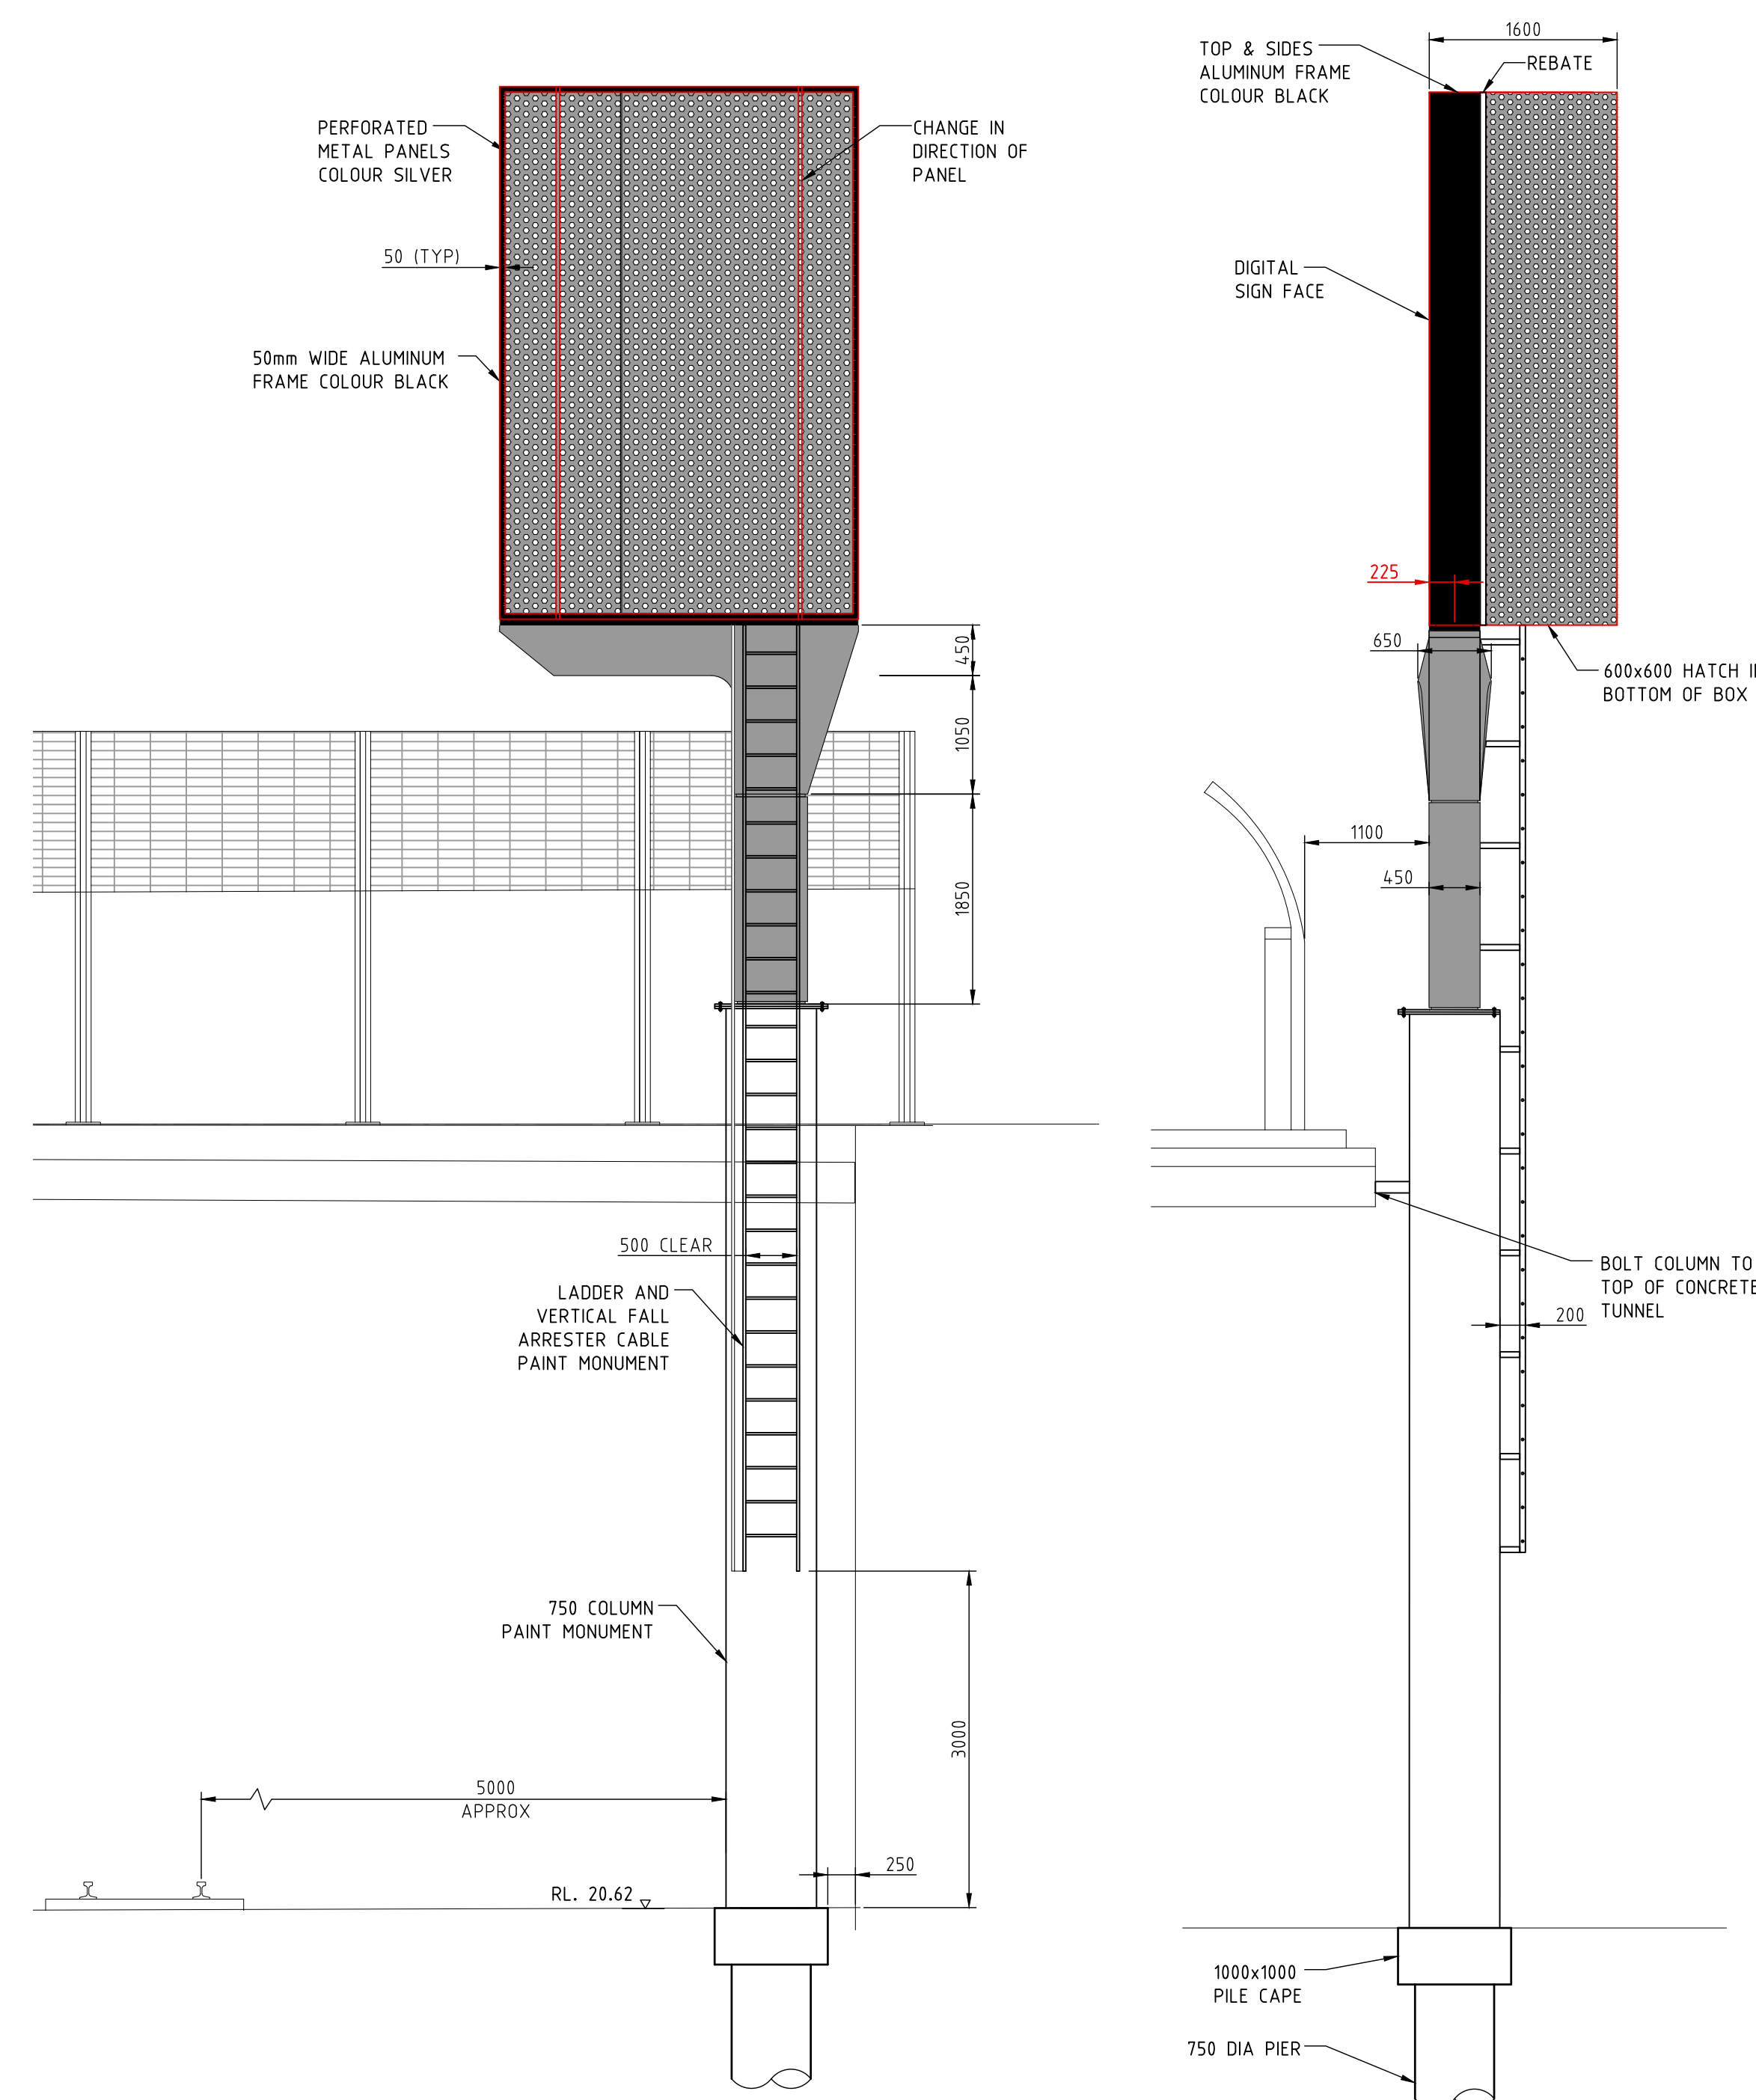 PERFORATED
METAL PANELS
COLOUR SILVER
CHANGE IN
DIRECTION OF
PANEL
50 (TYP)
50mm WIDE ALUMINUM
FRAME COLOUR BLACK
450
1050
1850
500 CLEAR
LADDER AND
VERTICAL FALL
ARRESTER CABLE
PAINT MONUMENT
750 COLUMN
PAINT MONUMENT
3000
5000
APPROX
250
RL. 20.62
1600
TOP & SIDES
ALUMINUM FRAME
COLOUR BLACK
REBATE
DIGITAL
SIGN FACE
225
650
600x600 HATCH
BOTTOM OF BOX
1100
450
BOLT COLUMN TO
TOP OF CONCRETE
TUNNEL
200
1000x1000
PILE CAPE
750 DIA PIER